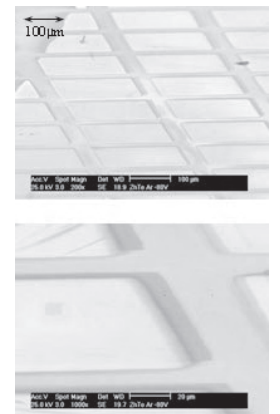 100μm
Acc.V Spot Magn Det WD 100 μm
25.0 kV 3.0 200x SE 18.9 ZnTe Ar -80V
Acc.V Spot Magn Det WD 20 μm
25.0 kV 3.0 1000x SE 19.7 ZnTe Ar -80V